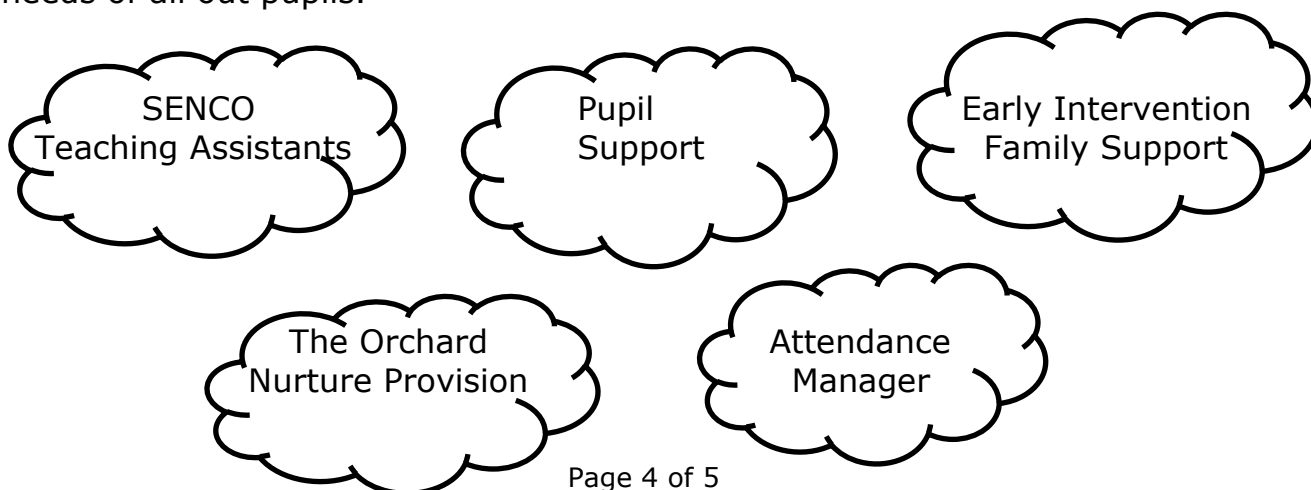 needs of all out pupils.
SENCO
Teaching Assistants
Pupil
Support
Early Intervention
Family Support
The Orchard
Nurture Provision
Attendance
Manager
Page 4 of 5